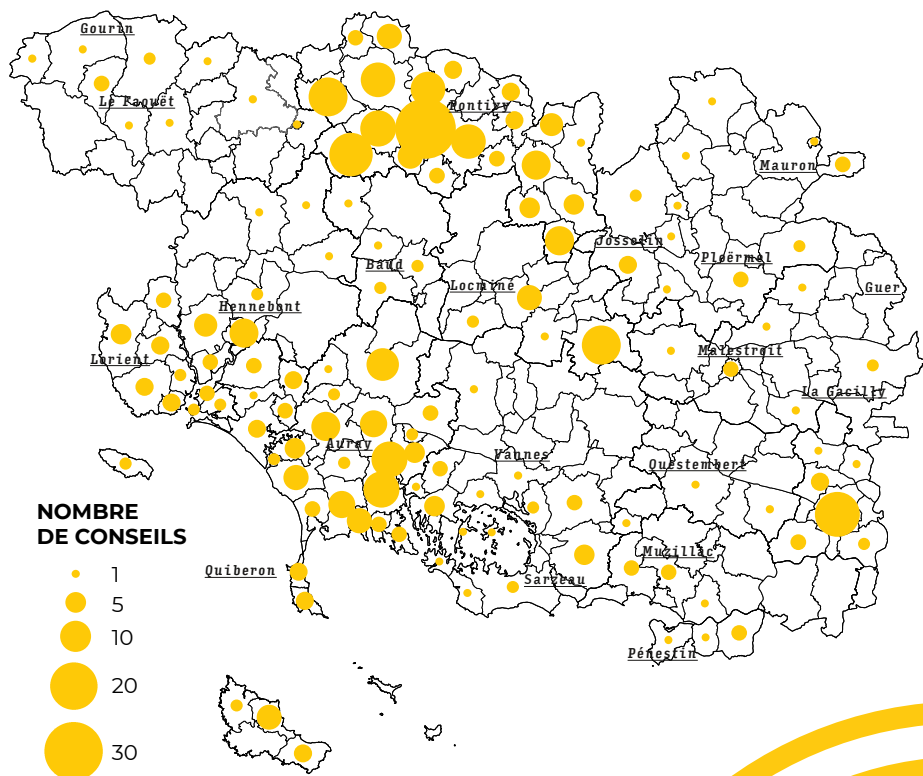 Gourin
Le Faouët
Pontivy
Mauron
Josselin
Ploërmel
Baud
Guer
Locminé
Hennebont
Malestroit
Lorient
La Gacilly
Auray
Vannes
Questembert
NOMBRE
DE CONSEILS
1
5
10
20
30
Muzillac
Quiberon
Sarzeau
Pénestin